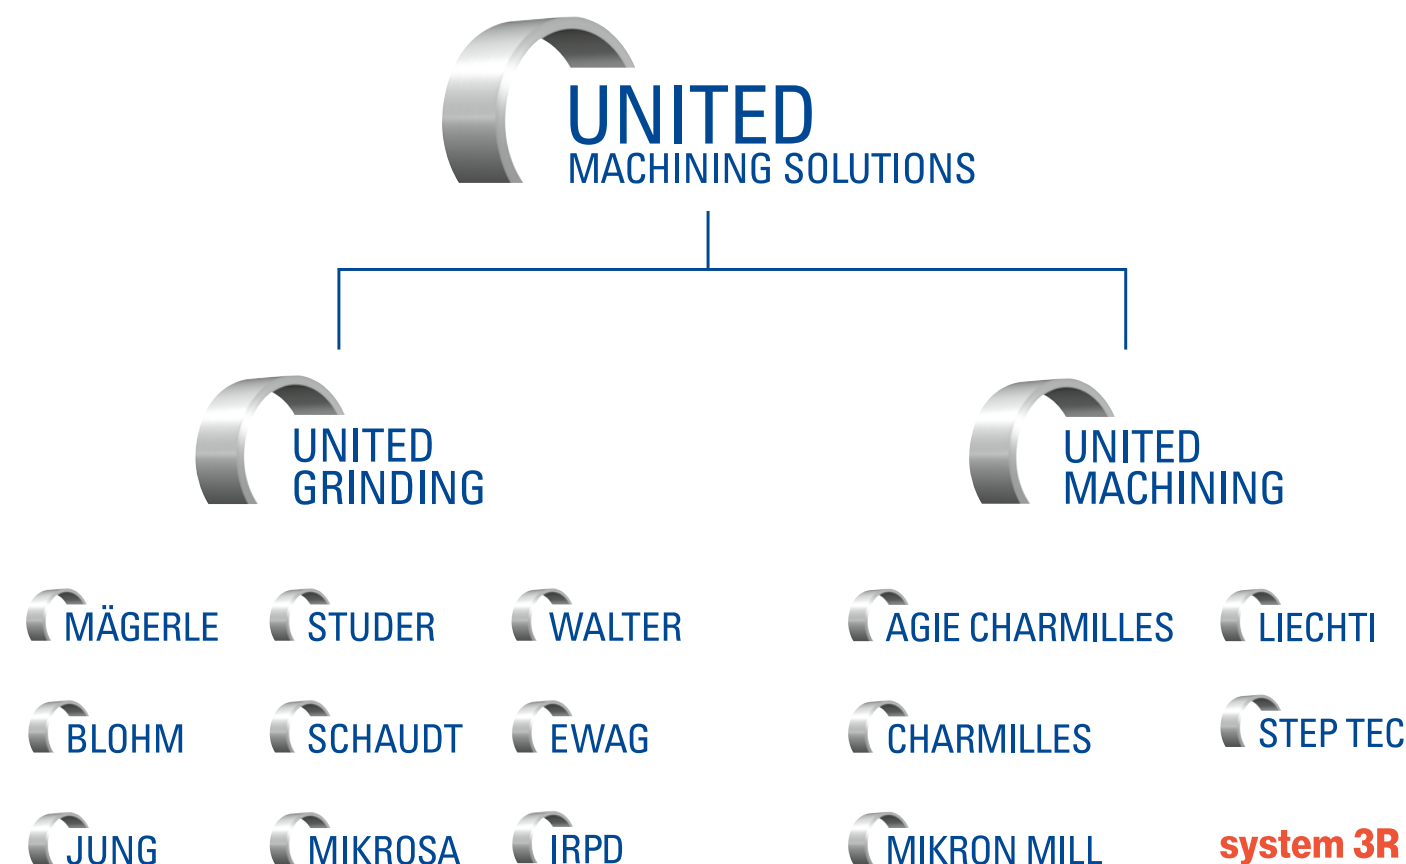 UNITED
MACHINING SOLUTIONS
UNITED
GRINDING
UNITED
MACHINING
MÄGERLE
STUDER
WALTER
AGIE CHARMILLES
LIECHTI
BLOHM
SCHAUDT
EWAG
CHARMILLES
STEP TEC
JUNG
MIKROSA
IRPD
MIKRON MILL
system 3R